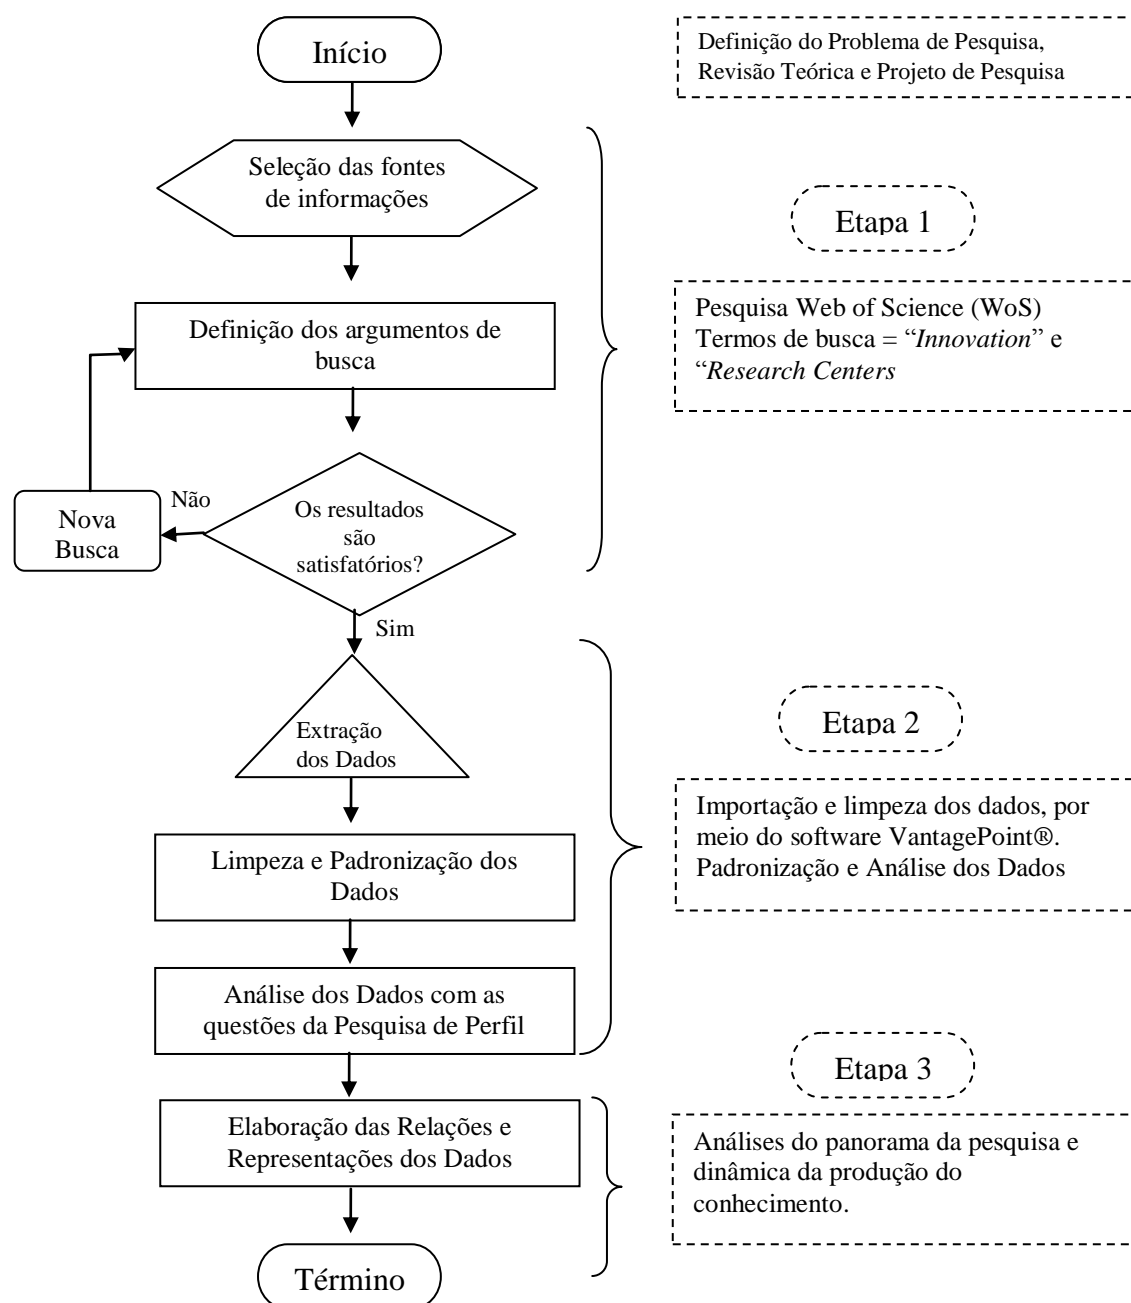 Início
Definição do Problema de Pesquisa,
Revisão Teórica e Projeto de Pesquisa
Seleção das fontes
de informações
Etapa 1
Definição dos argumentos de
busca
Pesquisa Web of Science (WoS)
Termos de busca = “Innovation” e
“Research Centers
Os resultados
são
satisfatórios?
Não
Nova
Busca
Sim
Extração
dos Dados
Etapa 2
Limpeza e Padronização dos
Dados
Importação e limpeza dos dados, por
meio do software VantagePoint®.
Padronização e Análise dos Dados
Análise dos Dados com as
questões da Pesquisa de Perfil
Etapa 3
Elaboração das Relações e
Representações dos Dados
Análises do panorama da pesquisa e
dinâmica da produção do
conhecimento.
Término